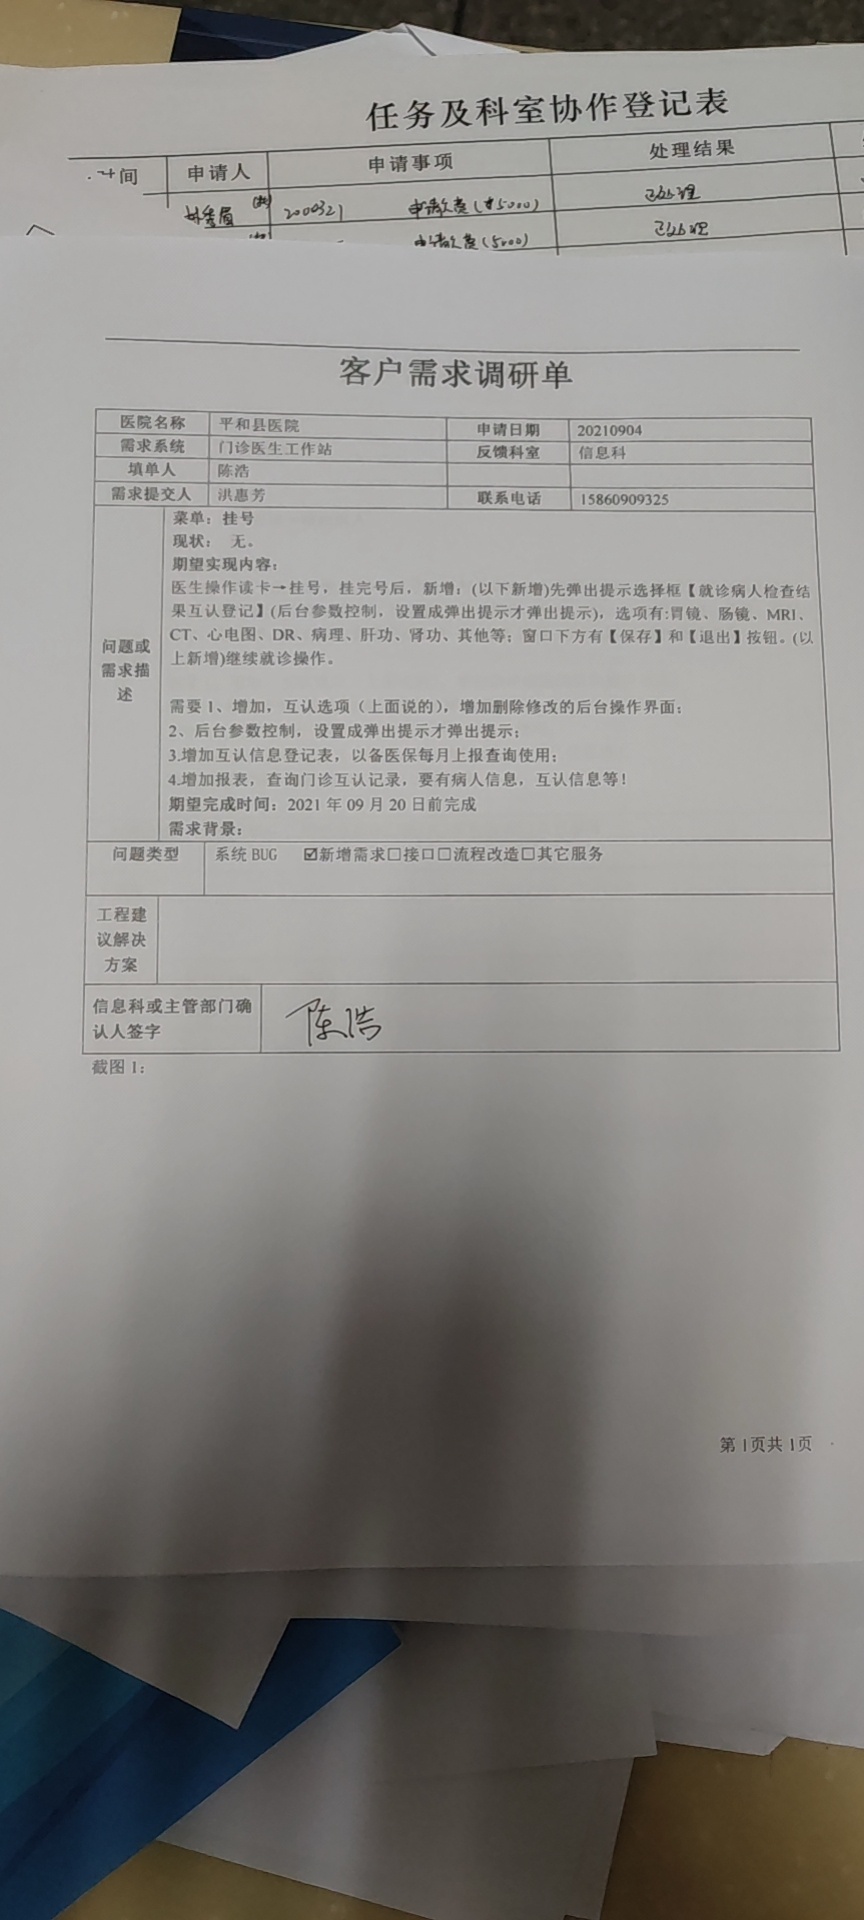 任务及科室协作登记表
时间 申请人 申请事项 处理结果
2000321 申请欠费(¥5000) 已处理
申请欠费(5000) 已处理
客户需求调研单
医院名称 平和县医院 申请日期 20210904
需求系统 门诊医生工作站 反馈科室 信息科
填单人 陈浩
需求提交人 洪惠芳 联系电话 15860909325
问题或需求描述
菜单：挂号
现状： 无。
期望实现内容：
医生操作读卡→挂号，挂完号后，新增：(以下新增)先弹出提示选择框【就诊病人检查结
果互认登记】(后台参数控制，设置成弹出提示才弹出提示)，选项有:胃镜、肠镜、MRI、
CT、心电图、DR、病理、肝功、肾功、其他等；窗口下方有【保存】和【退出】按钮。(以
上新增)继续就诊操作。
需要 1、增加，互认选项（上面说的），增加删除修改的后台操作界面；
2、后台参数控制，设置成弹出提示才弹出提示；
3.增加互认信息登记表，以备医保每月上报查询使用；
4.增加报表，查询门诊互认记录，要有病人信息，互认信息等！
期望完成时间：2021 年 09 月 20 日前完成
需求背景：
问题类型 系统 BUG ☑新增需求☐接口☐流程改造☐其它服务
工程建
议解决
方案
信息科或主管部门确
认人签字 陈浩
截图 1：
第 1页共 1页